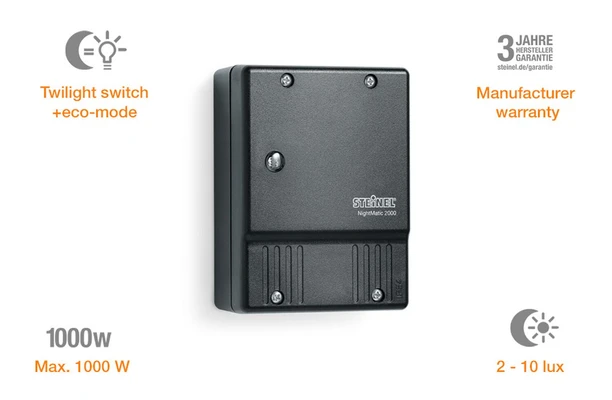 Twilight switch
+eco-mode
3 JAHRE
HERSTELLER
GARANTIE
steinel.de/garantie
Manufacturer
warranty
STEINEL
NightMatic 2000
1000w
Max. 1000 W
2 - 10 lux